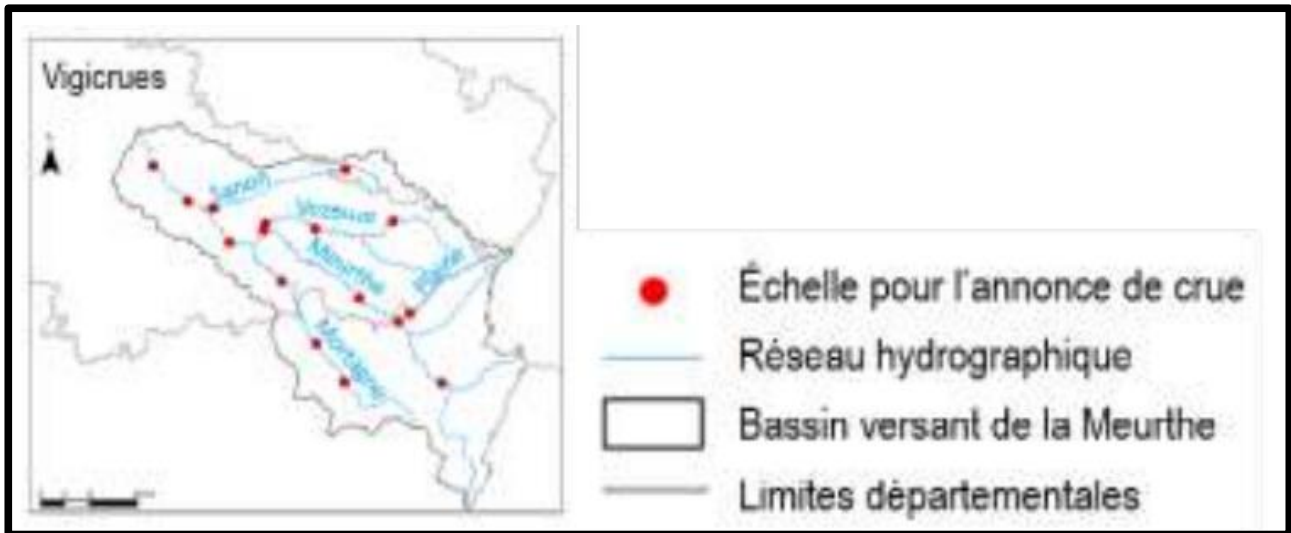 Vigicrues
Sanon
Vezouze
Meurthe
Plaine
Mortagne
Échelle pour l'annonce de crue
Réseau hydrographique
Bassin versant de la Meurthe
Limites départementales